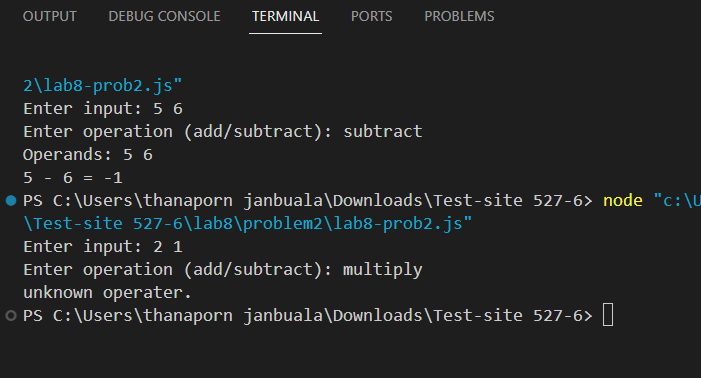 OUTPUT DEBUG CONSOLE TERMINAL PORTS PROBLEMS
2\lab8-prob2.js"
Enter input: 5 6
Enter operation (add/subtract): subtract
Operands: 5 6
5 - 6 = -1
PS C:\Users\thanaporn janbuala\Downloads\Test-site 527-6> node "c:\U
\Test-site 527-6\lab8\problem2\lab8-prob2.js"
Enter input: 2 1
Enter operation (add/subtract): multiply
unknown operater.
PS C:\Users\thanaporn janbuala\Downloads\Test-site 527-6>